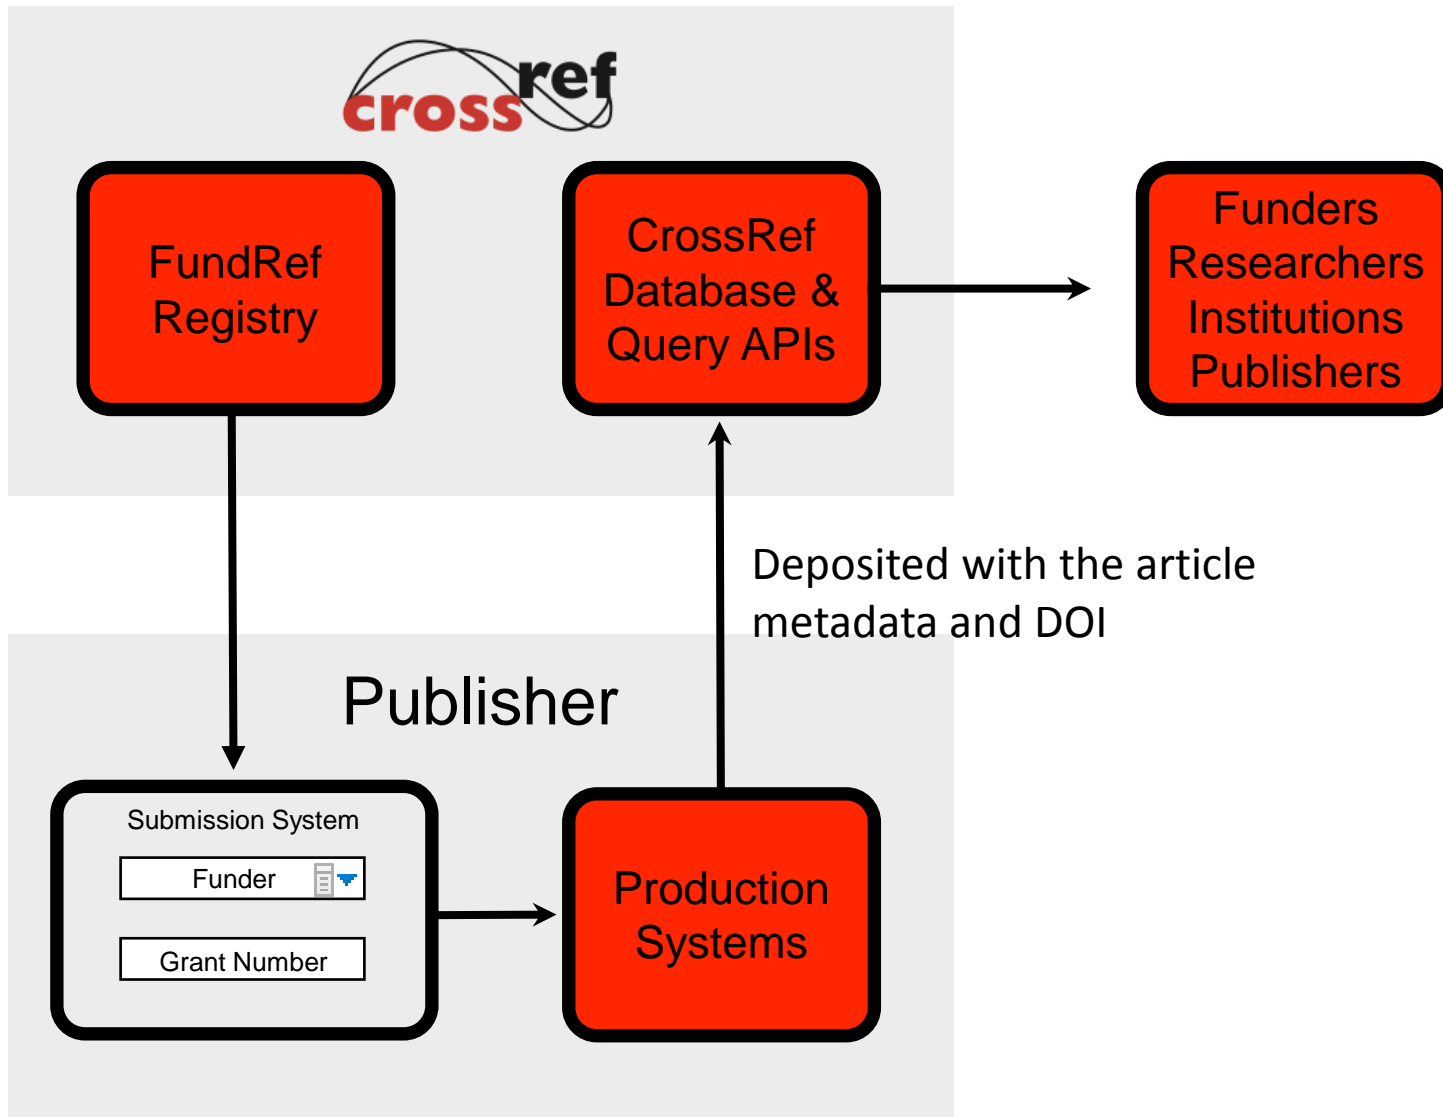 crossref
FundRef
Registry
CrossRef
Database &
Query APIs
Funders
Researchers
Institutions
Publishers
Deposited with the article
metadata and DOI
Publisher
Submission System
Funder
Grant Number
Production
Systems